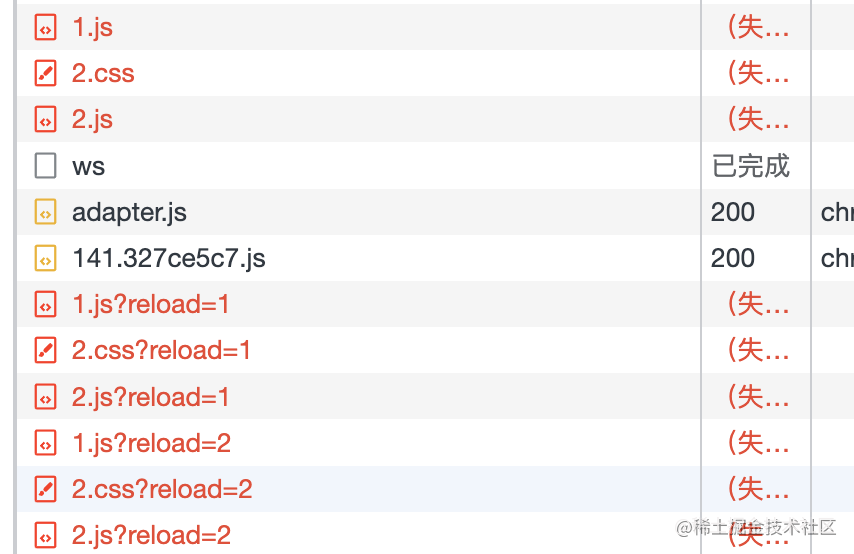 1.js (失...
2.css (失...
2.js (失...
ws 已完成
adapter.js 200 chr
141.327ce5c7.js 200 chr
1.js?reload=1 (失...
2.css?reload=1 (失...
2.js?reload=1 (失...
1.js?reload=2 (失...
2.css?reload=2 (失...
2.js?reload=2 (失...
@稀土掘金技术社区